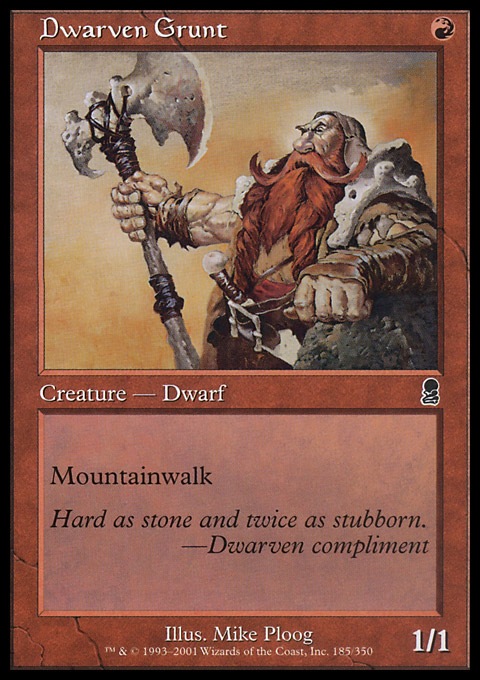 Dwarven Grunt
Creature — Dwarf
Mountainwalk
Hard as stone and twice as stubborn.
—Dwarven compliment
Illus. Mike Ploog
™ & © 1993–2001 Wizards of the Coast, Inc. 185/350
1/1